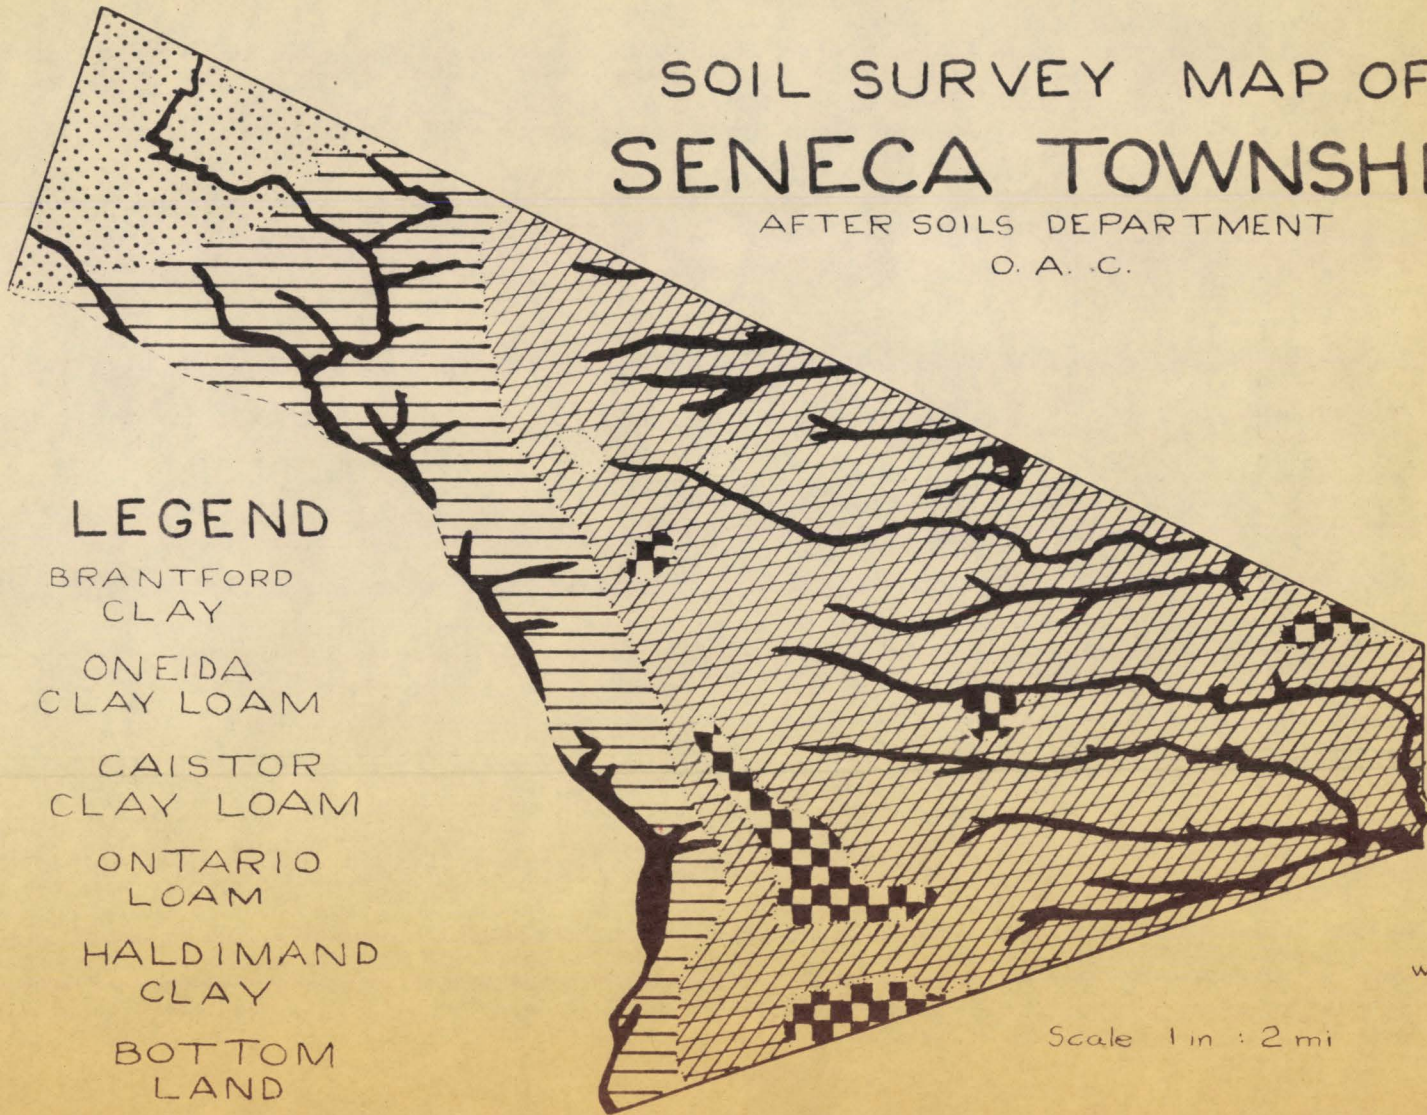 SOIL SURVEY MAP OF
SENECA TOWNSHI
AFTER SOILS DEPARTMENT
O. A. C.
LEGEND
BRANTFORD
CLAY
ONEIDA
CLAY LOAM
CAISTOR
CLAY LOAM
ONTARIO
LOAM
HALDIMAND
CLAY
BOTTOM
LAND
W
Scale 1 in : 2 mi